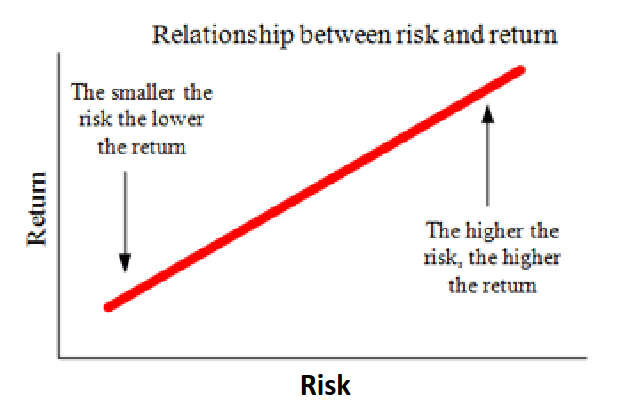 Relationship between risk and return
The smaller the
risk the lower
the return
Return
The higher the
risk, the higher
the return
Risk